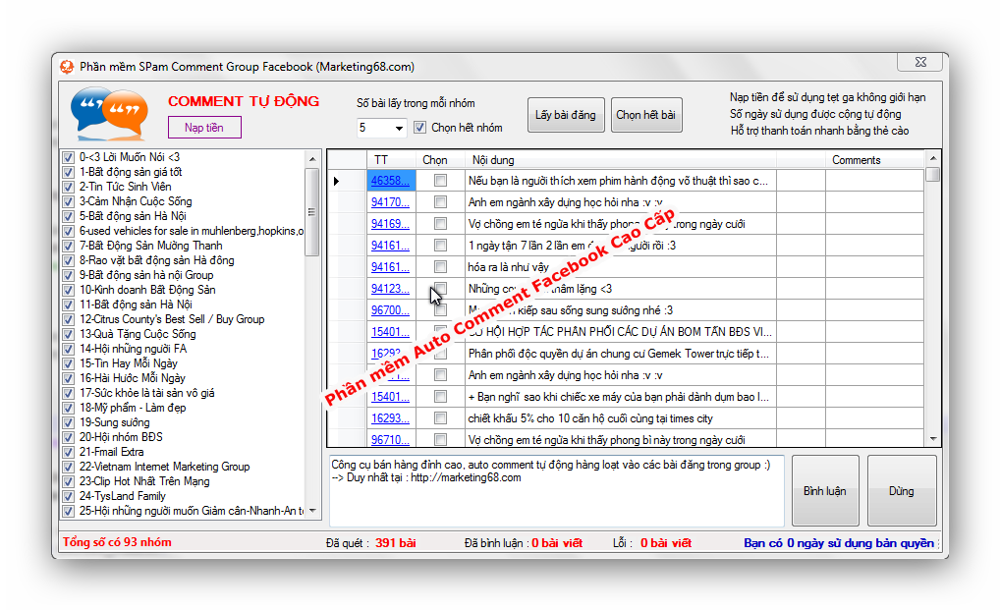 Phần mềm SPam Comment Group Facebook (Marketing68.com)
COMMENT TỰ ĐỘNG
Nạp tiền
Số bài lấy trong mỗi nhóm
5
Chọn hết nhóm
Lấy bài đăng
Chọn hết bài
Nạp tiền để sử dụng tẹt ga không giới hạn
Số ngày sử dụng được cộng tự động
Hỗ trợ thanh toán nhanh bằng thẻ cào
0-<3 Lời Muốn Nói <3
1-Bất động sản giá tốt
2-Tin Tức Sinh Viên
3-Cảm Nhận Cuộc Sống
5-Bất động sản Hà Nội
6-used vehicles for sale in muhlenberg,hopkins,o
7-Bất Động Sản Mường Thanh
8-Rao vặt bất động sản Hà đông
9-Bất động sản hà nội Group
10-Kinh doanh Bất Động Sản
11-Bất động sản Hà Nội
12-Citrus County's Best Sell / Buy Group
13-Quà Tặng Cuộc Sống
14-Hội những người FA
15-Tin Hay Mỗi Ngày
16-Hài Hước Mỗi Ngày
17-Sức khỏe là tài sản vô giá
18-Mỹ phẩm - Làm đẹp
19-Sung sướng
20-Hội nhóm BĐS
21-Fmail Extra
22-Vietnam Internet Marketing Group
23-Clip Hot Nhất Trên Mạng
24-TysLand Family
25-Hội những người muốn Giảm cân-Nhanh-An to
TT Chọn Nội dung Comments
46358... Nếu bạn là người thích xem phim hành động võ thuật thì sao c...
94170... Anh em ngành xây dựng học hỏi nha :v :v
94169... Vợ chồng em té ngửa khi thấy phong trong ngày cưới
94161... 1 ngày tận 7 lần 2 lần em người rồi :3
94161... hóa ra là như vậy
94123... Những thầm lặng <3
96700... kiếp sau sống sung sướng nhé :3
15401... CƠ HỘI HỢP TÁC PHÂN PHỐI CÁC DỰ ÁN BOM TẤN BĐS VI...
16293... Phân phối độc quyền dự án chung cư Gemek Tower trực tiếp t...
Anh em ngành xây dựng học hỏi nha :v :v
15401... + Bạn nghĩ sao khi chiếc xe máy của bạn phải dành dụm bao l...
16293... chiết khấu 5% cho 10 căn hộ cuối cùng tại times city
96710... Vợ chồng em té ngửa khi thấy phong bì này trong ngày cưới
Phần mềm Auto Comment Facebook Cao Cấp
Công cụ bán hàng đỉnh cao, auto comment tự động hàng loạt vào các bài đăng trong group :)
--> Duy nhất tại : http://marketing68.com
Bình luận
Dừng
Tổng số có 93 nhóm
Đã quét : 391 bài
Đã bình luận : 0 bài viết
Lỗi : 0 bài viết
Bạn có 0 ngày sử dụng bản quyền